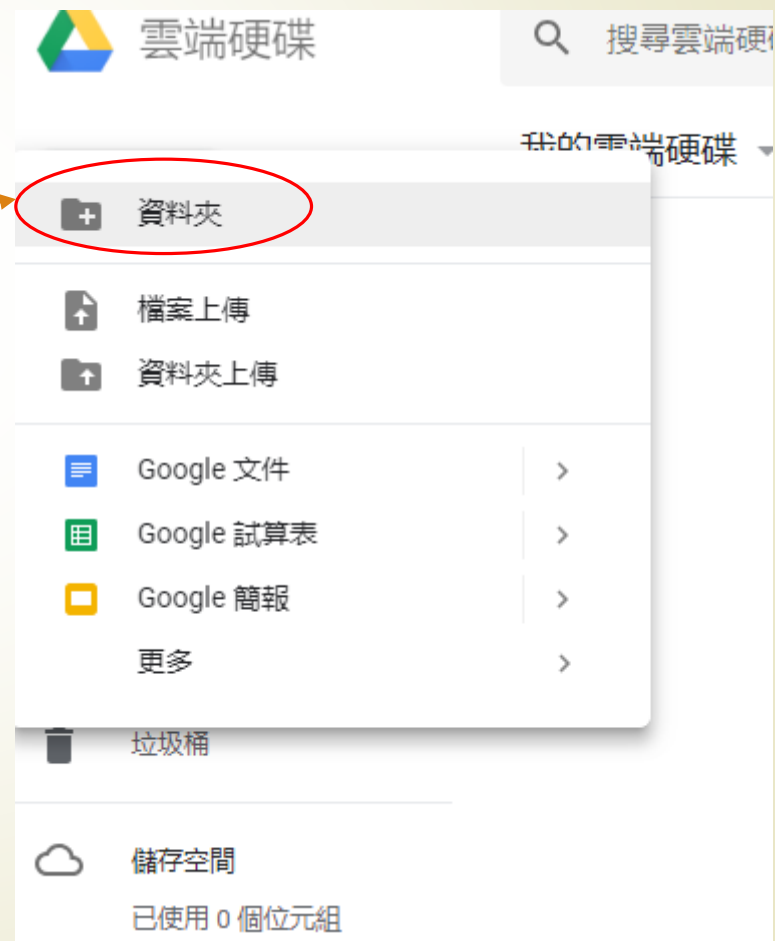 雲端硬碟
搜尋雲端硬
我的雲端硬碟
資料夾
檔案上傳
資料夾上傳
Google 文件
Google 試算表
Google 簡報
更多
垃圾桶
儲存空間
已使用 0 個位元組